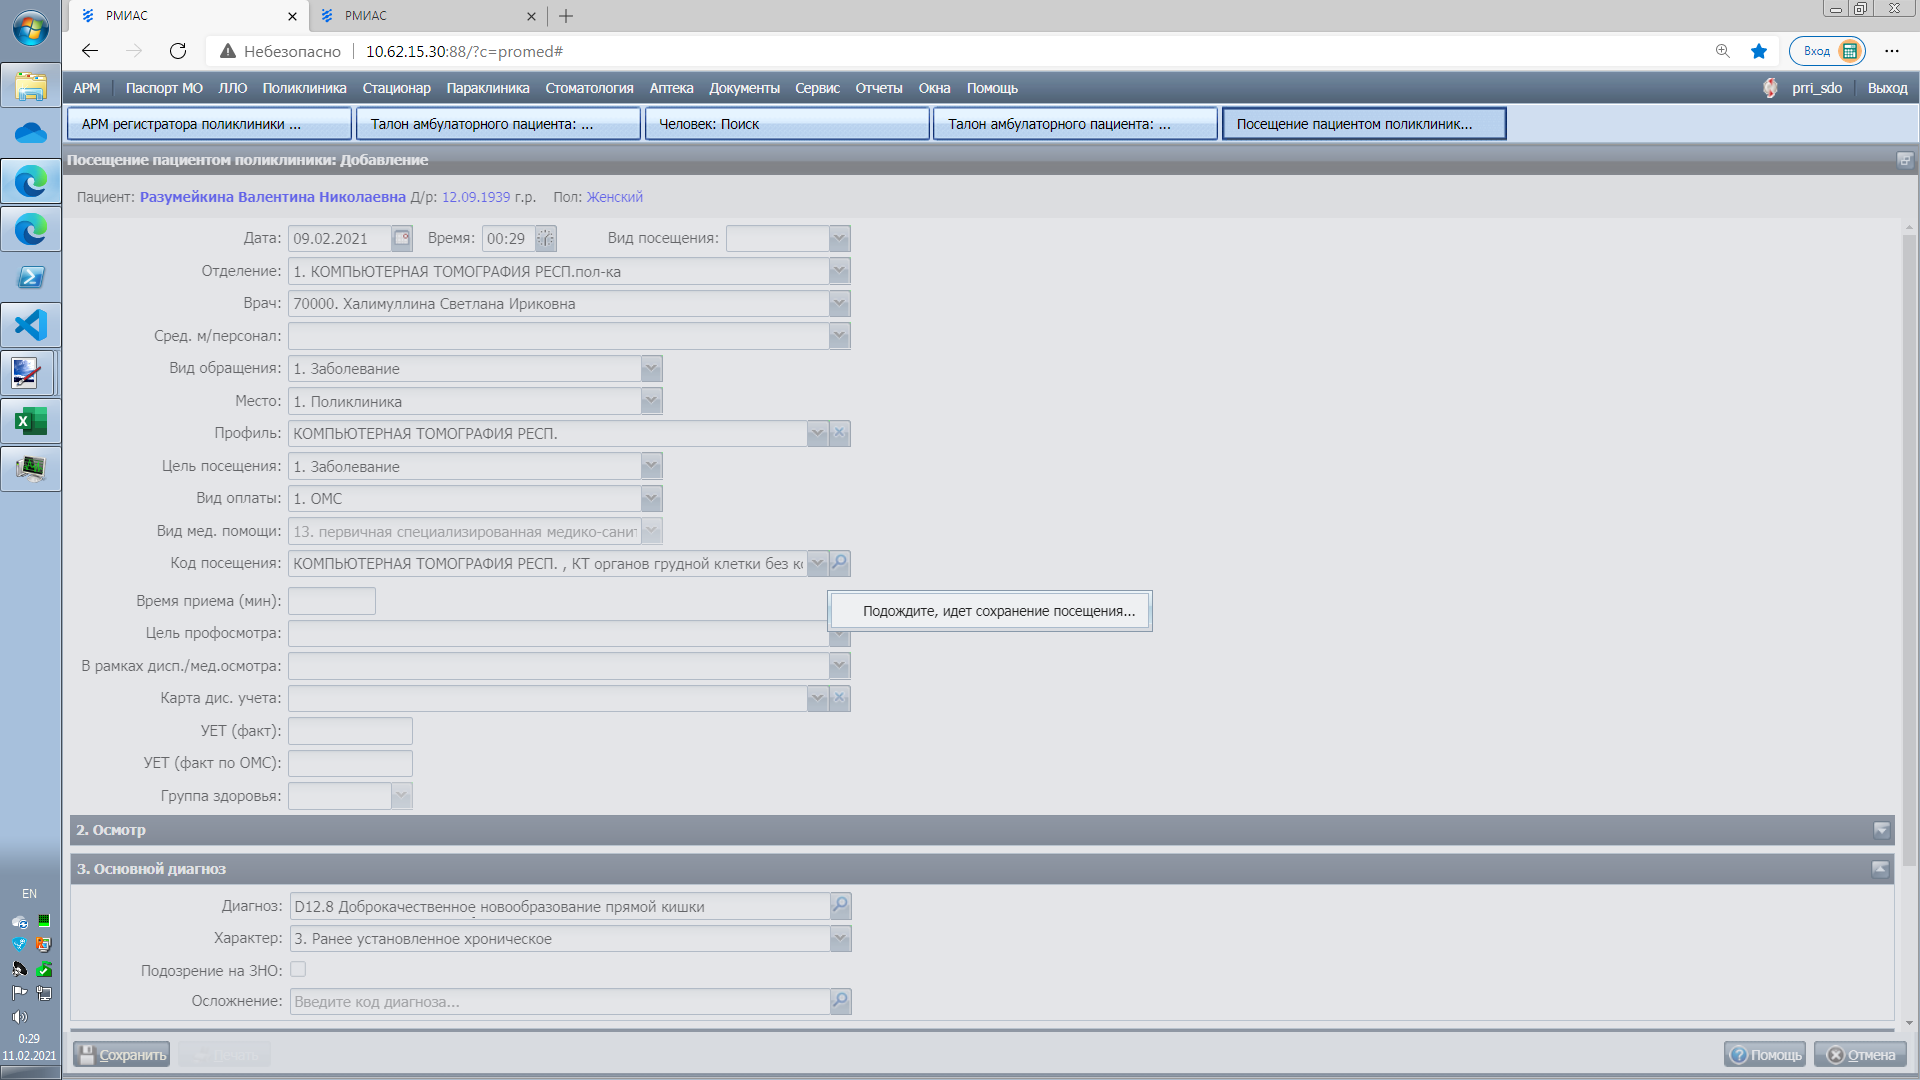 РМИАС
РМИАС
Небезопасно 10.62.15.30:88/?c=promed#
Вход
АРМ Паспорт МО ЛЛО Поликлиника Стационар Параклиника Стоматология Аптека Документы Сервис Отчеты Окна Помощь prri_sdo Выход
АРМ регистратора поликлиники ... Талон амбулаторного пациента: ... Человек: Поиск Талон амбулаторного пациента: ... Посещение пациентом поликлиник...
Посещение пациентом поликлиники: Добавление
Пациент: Разумейкина Валентина Николаевна Д/р: 12.09.1939 г.р. Пол: Женский
Дата: 09.02.2021 Время: 00:29 Вид посещения:
Отделение: 1. КОМПЬЮТЕРНАЯ ТОМОГРАФИЯ РЕСП.пол-ка
Врач: 70000. Халимуллина Светлана Ириковна
Сред. м/персонал:
Вид обращения: 1. Заболевание
Место: 1. Поликлиника
Профиль: КОМПЬЮТЕРНАЯ ТОМОГРАФИЯ РЕСП.
Цель посещения: 1. Заболевание
Вид оплаты: 1. ОМС
Вид мед. помощи: 13. первичная специализированная медико-санит
Код посещения: КОМПЬЮТЕРНАЯ ТОМОГРАФИЯ РЕСП. , КТ органов грудной клетки без кс
Время приема (мин):
Подождите, идет сохранение посещения...
Цель профосмотра:
В рамках дисп./мед.осмотра:
Карта дис. учета:
УЕТ (факт):
УЕТ (факт по ОМС):
Группа здоровья:
2. Осмотр
3. Основной диагноз
Диагноз: D12.8 Доброкачественное новообразование прямой кишки
Характер: 3. Ранее установленное хроническое
Подозрение на ЗНО:
Осложнение: Введите код диагноза...
Сохранить Печать Помощь Отмена
EN
0:29
11.02.2021